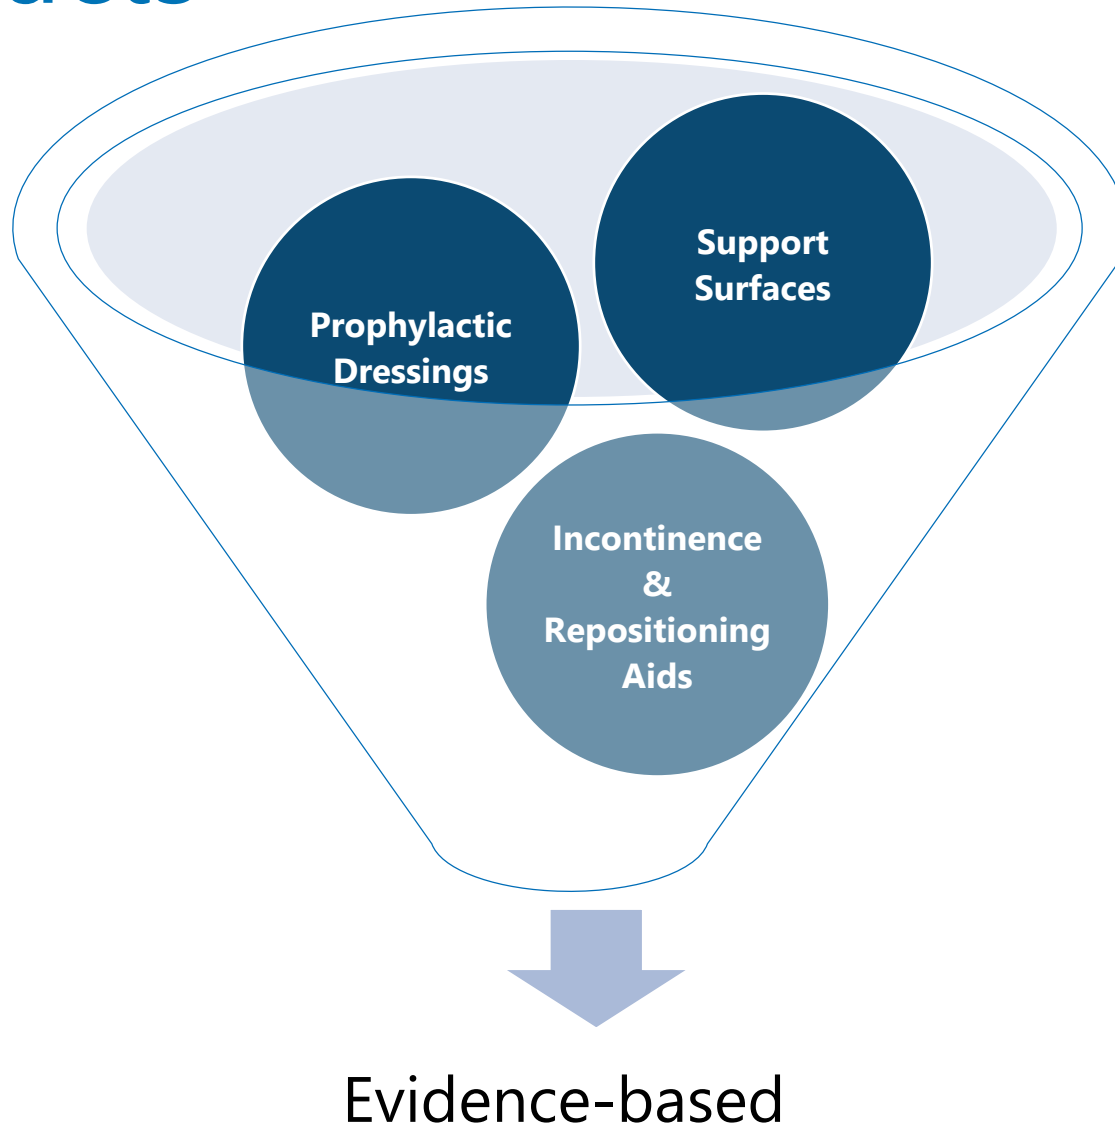 Support
Surfaces
Prophylactic
Dressings
Incontinence
&
Repositioning
Aids
Evidence-based